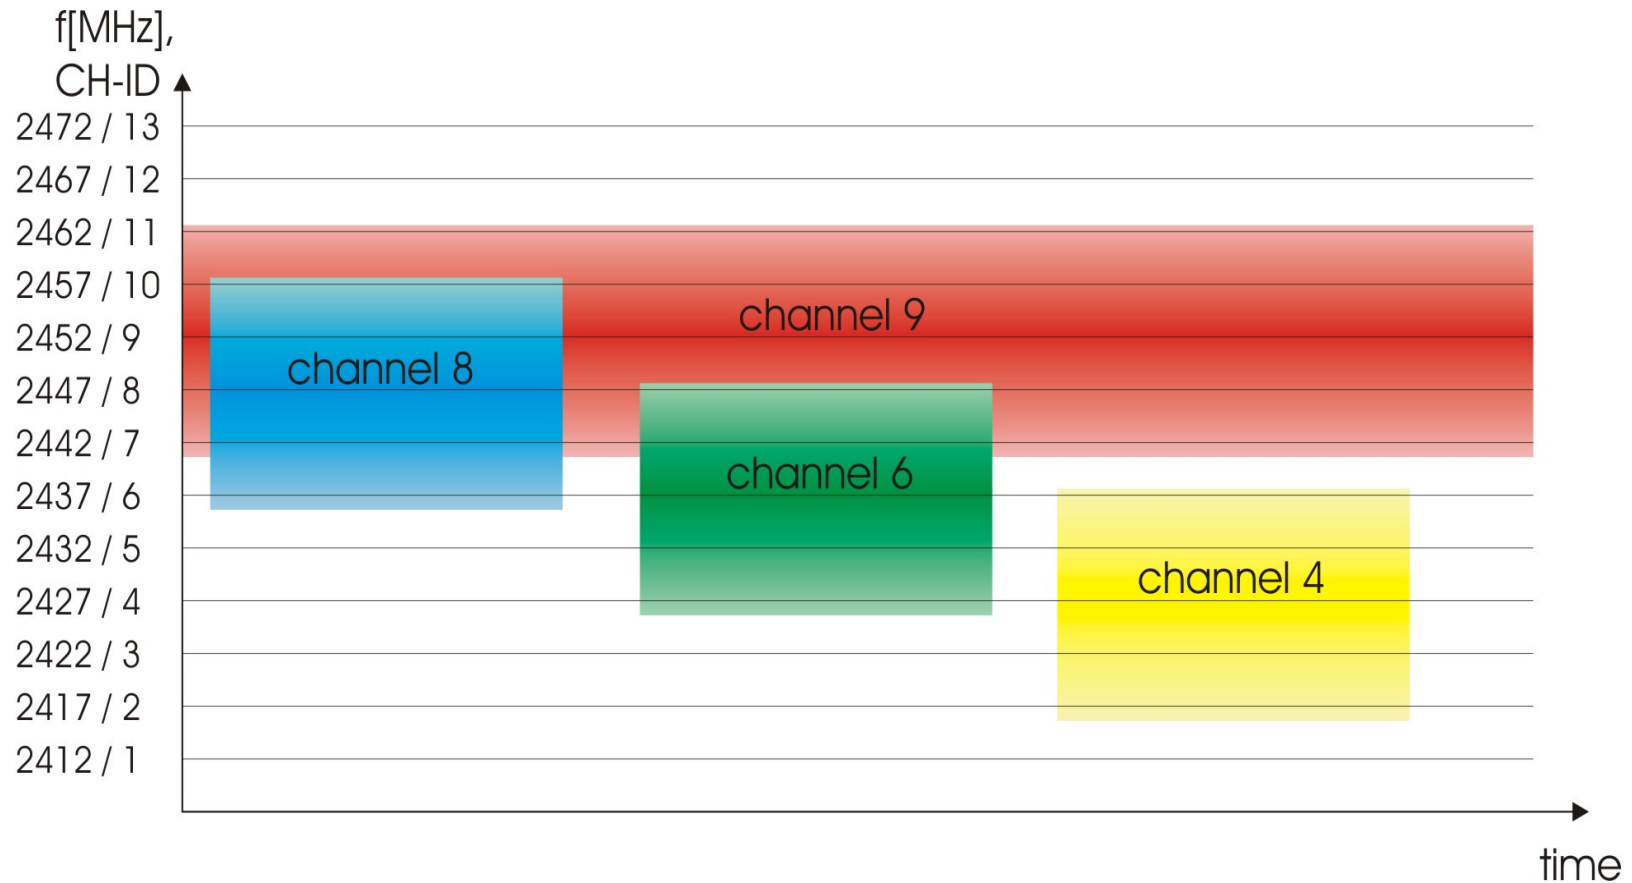 f[MHz],
CH-ID
2472 / 13
2467 / 12
2462 / 11
2457 / 10
channel 9
2452 / 9
channel 8
2447 / 8
2442 / 7
channel 6
2437 / 6
2432 / 5
channel 4
2427 / 4
2422 / 3
2417 / 2
2412 / 1
time